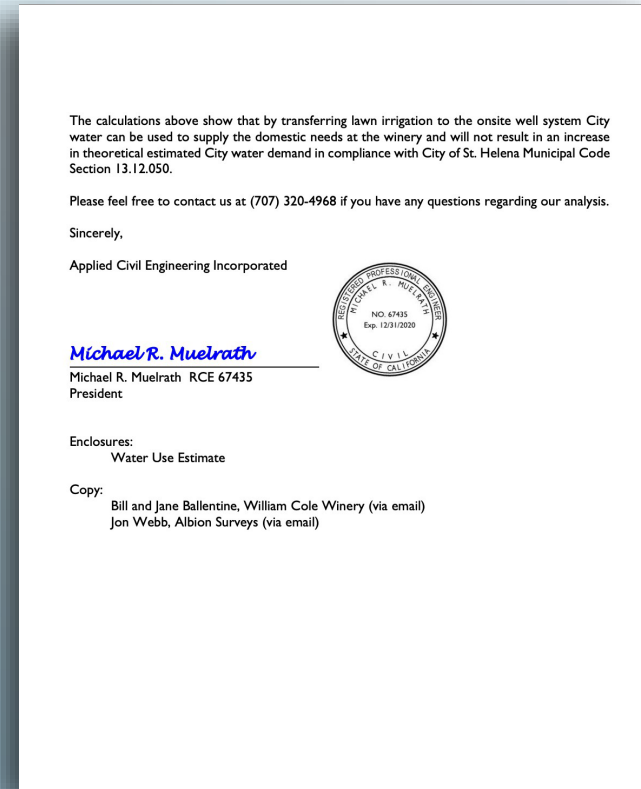 The calculations above show that by transferring lawn irrigation to the onsite well system City
water can be used to supply the domestic needs at the winery and will not result in an increase
in theoretical estimated City water demand in compliance with City of St. Helena Municipal Code
Section 13.12.050.
Please feel free to contact us at (707) 320-4968 if you have any questions regarding our analysis.
Sincerely,
Applied Civil Engineering Incorporated
REGISTERED PROFESSIONAL ENGINEER
MICHAEL R. MUELRATH
NO. 67435
Exp. 12/31/2020
CIVIL
STATE OF CALIFORNIA
Michael R. Muelrath
Michael R. Muelrath RCE 67435
President
Enclosures:
Water Use Estimate
Copy:
Bill and Jane Ballentine, William Cole Winery (via email)
Jon Webb, Albion Surveys (via email)